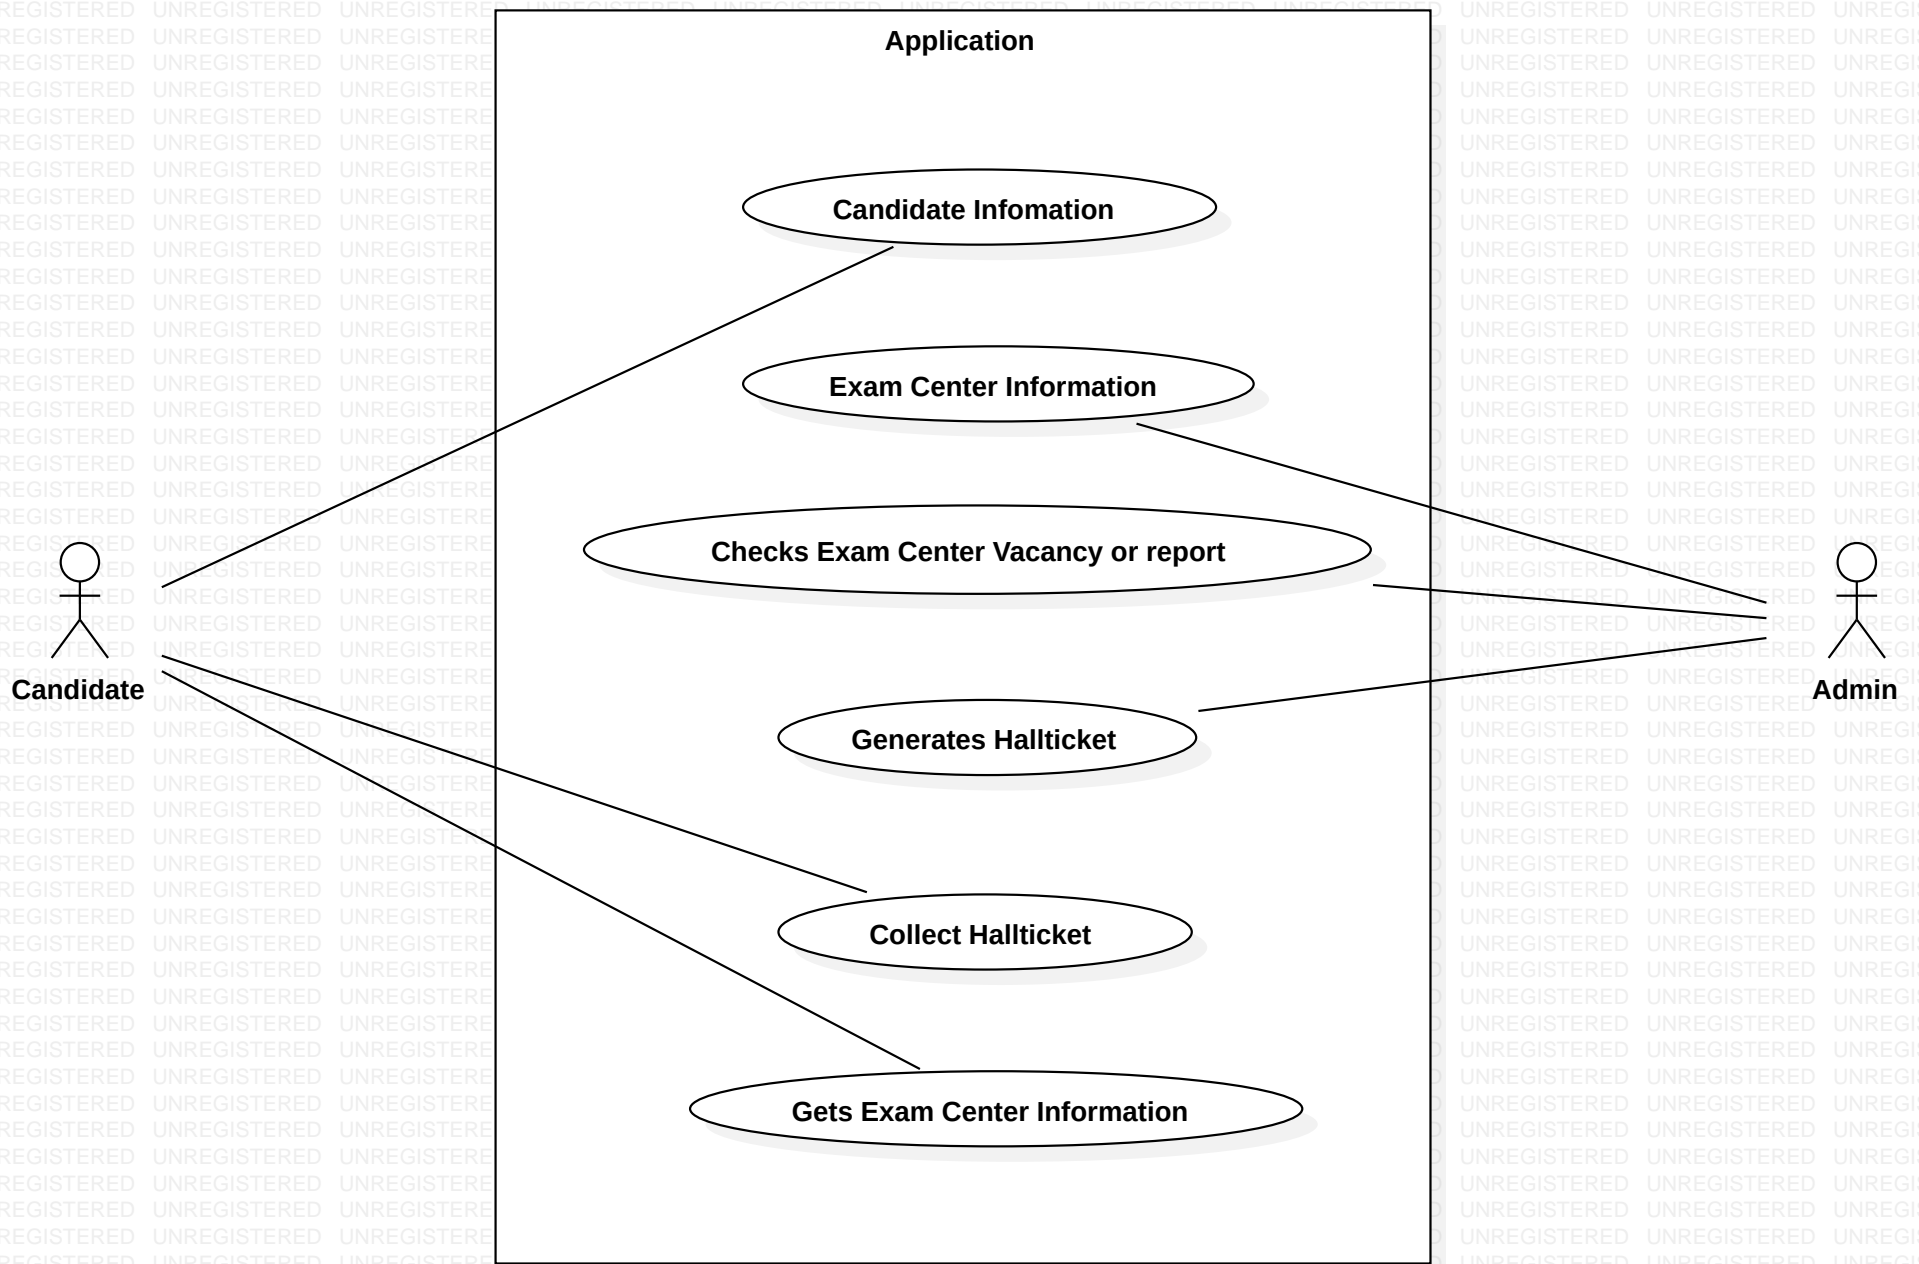 Application
Candidate Infomation
Exam Center Information
Checks Exam Center Vacancy or report
Candidate
Admin
Generates Hallticket
Collect Hallticket
Gets Exam Center Information
UNREGISTERED